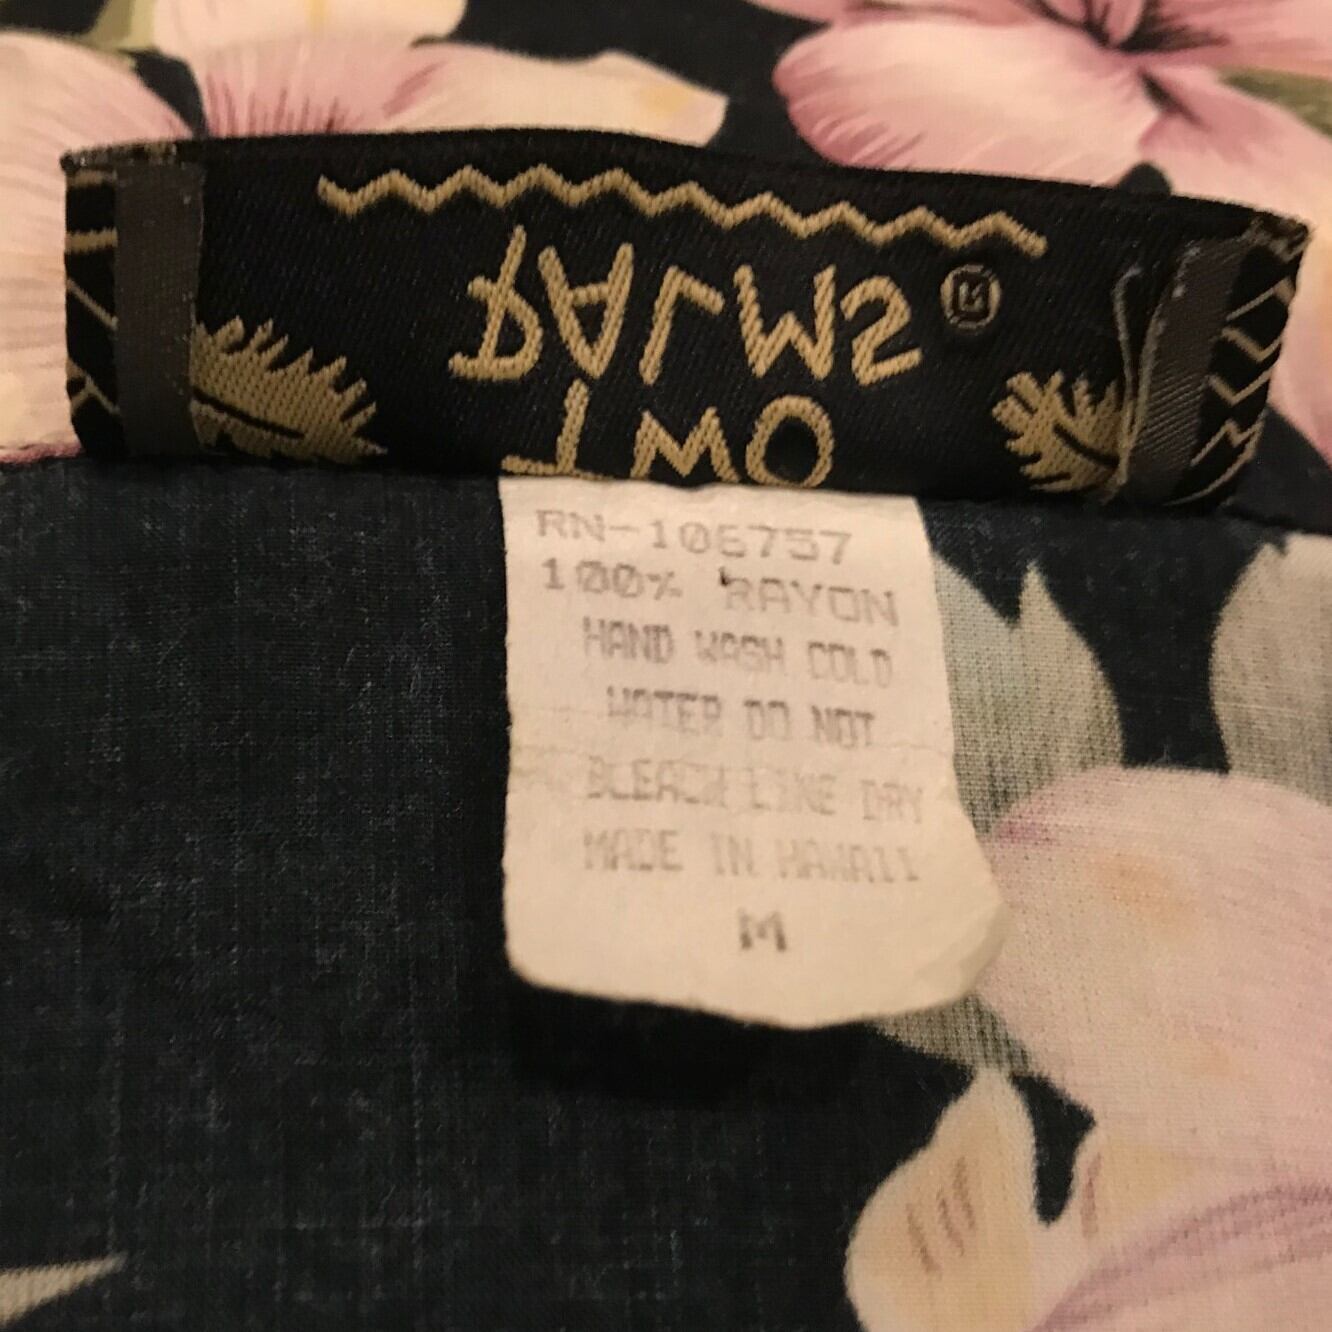 TWO
PALMS ®
RN-106757
100% RAYON
HAND WASH COLD
WATER DO NOT
BLEACH LINE DRY
MADE IN HAWAII
M